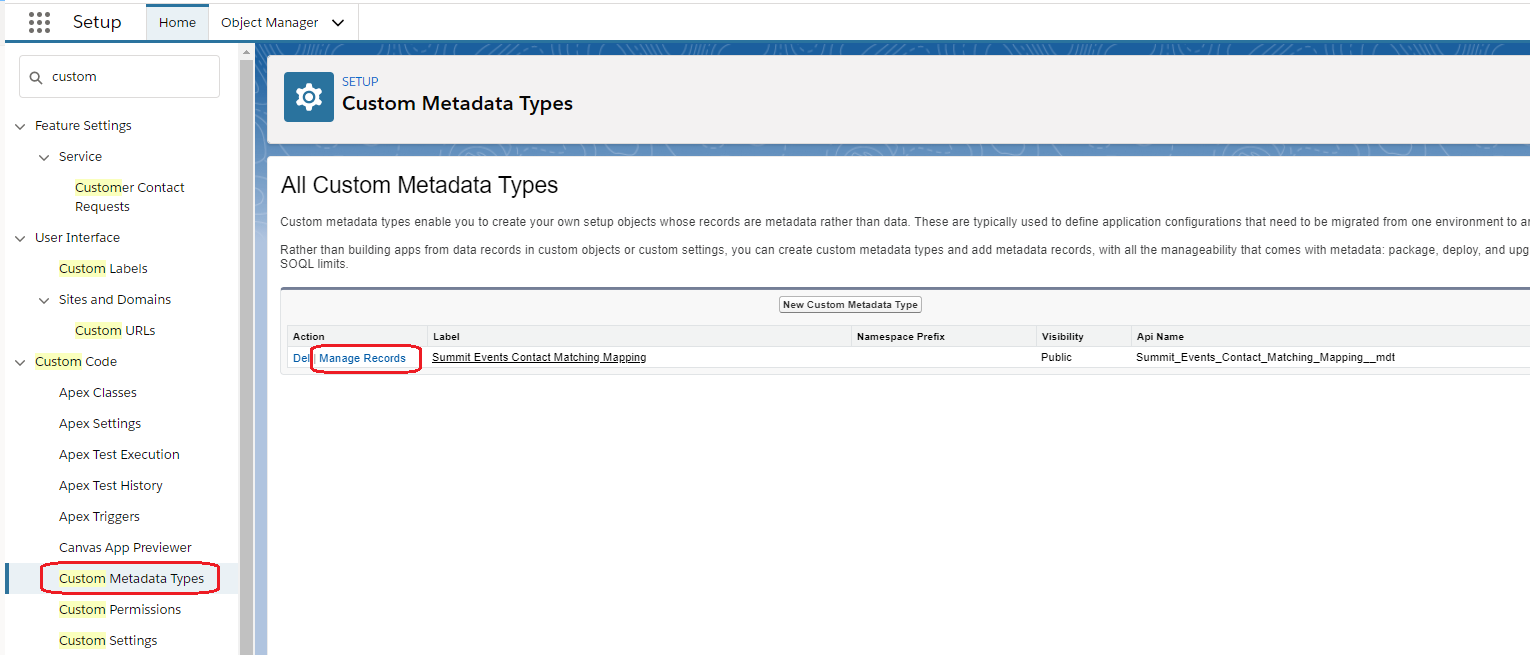 Setup
Home
Object Manager
custom
Feature Settings
Service
Customer Contact
Requests
User Interface
Custom Labels
Sites and Domains
Custom URLs
Custom Code
Apex Classes
Apex Settings
Apex Test Execution
Apex Test History
Apex Triggers
Canvas App Previewer
Custom Metadata Types
Custom Permissions
Custom Settings
SETUP
Custom Metadata Types
All Custom Metadata Types
Custom metadata types enable you to create your own setup objects whose records are metadata rather than data. These are typically used to define application configurations that need to be migrated from one environment to ar
Rather than building apps from data records in custom objects or custom settings, you can create custom metadata types and add metadata records, with all the manageability that comes with metadata: package, deploy, and upg
SOQL limits.
New Custom Metadata Type
Action Label Namespace Prefix Visibility Api Name
Del | Manage Records Summit Events Contact Matching Mapping Public Summit_Events_Contact_Matching_Mapping__mdt